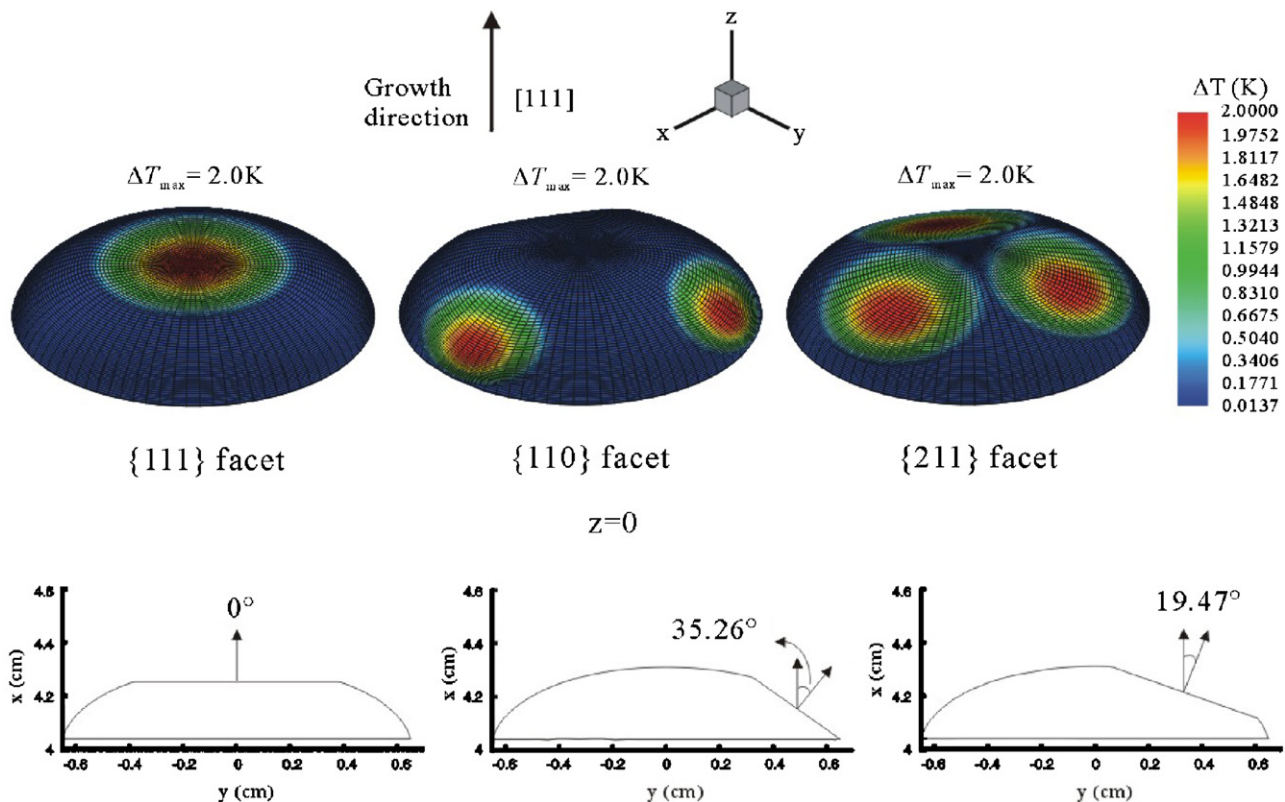 Growth
direction
[111]
z
x
y
ΔT (K)
2.0000
1.9752
1.8117
1.6482
1.4848
1.3213
1.1579
0.9944
0.8310
0.6675
0.5040
0.3406
0.1771
0.0137
ΔTmax= 2.0K
ΔTmax= 2.0K
ΔTmax= 2.0K
{111} facet
{110} facet
{211} facet
z=0
4.6
4.4
4.2
4
x (cm)
0°
-0.6 -0.4 -0.2 0 0.2 0.4 0.6
y (cm)
4.6
4.4
4.2
4
x (cm)
35.26°
-0.6 -0.4 -0.2 0 0.2 0.4 0.6
y (cm)
4.6
4.4
4.2
4
x (cm)
19.47°
-0.6 -0.4 -0.2 0 0.2 0.4 0.6
y (cm)